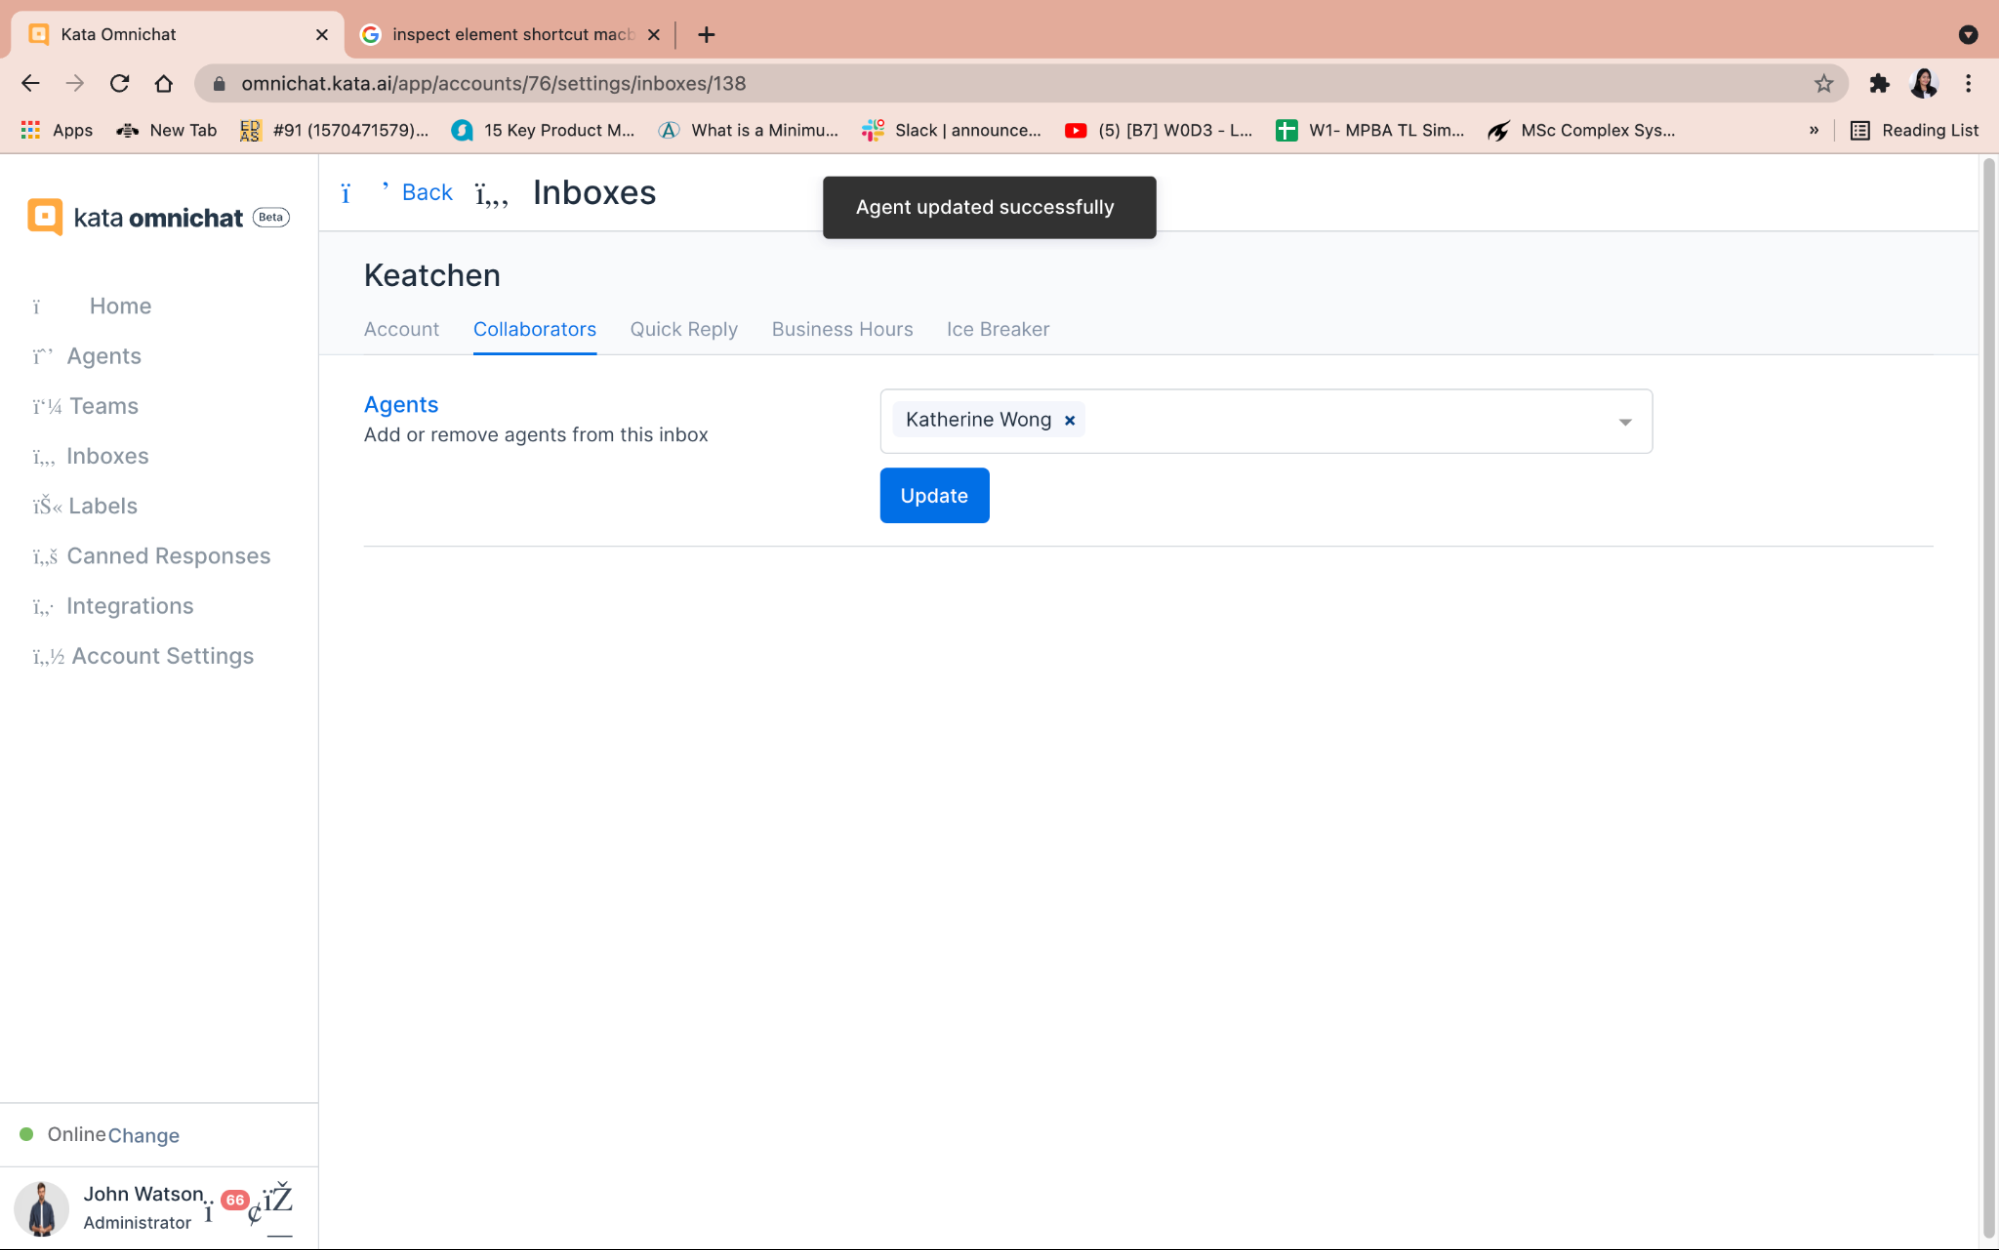 Kata Omnichat
inspect element shortcut macb
omnichat.kata.ai/app/accounts/76/settings/inboxes/138
Apps
New Tab
#91 (1570471579)...
15 Key Product M...
What is a Minimu...
Slack | announce...
(5) [B7] W0D3 - L...
W1- MPBA TL Sim...
MSc Complex Sys...
»
Reading List
kata omnichat Beta
ï ’ Back ï„‚ Inboxes
Agent updated successfully
Keatchen
Account Collaborators Quick Reply Business Hours Ice Breaker
Agents
Add or remove agents from this inbox
Katherine Wong ×
Update
ï Home
ïˆ’ Agents
ï‘¼ Teams
ï„‚ Inboxes
ïŠ« Labels
ï„š Canned Responses
ï„· Integrations
ï„½ Account Settings
Online Change
John Watson
Administrator
ï 66 ¢ ïŽ